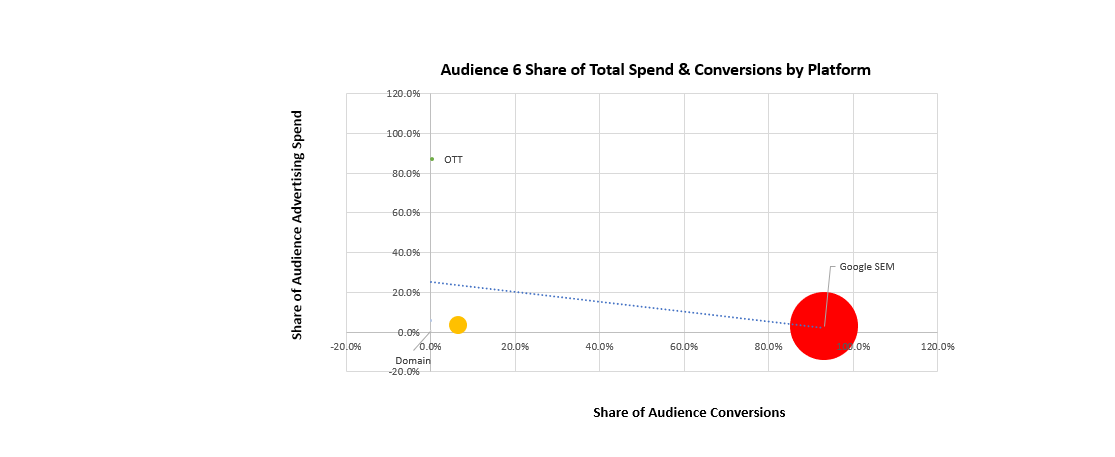 Audience 6 Share of Total Spend & Conversions by Platform
Share of Audience Advertising Spend
120.0%
100.0%
80.0%
60.0%
40.0%
20.0%
0.0%
-20.0%
OTT
Google SEM
Domain
-20.0%
0.0%
20.0%
40.0%
60.0%
80.0%
100.0%
120.0%
Share of Audience Conversions